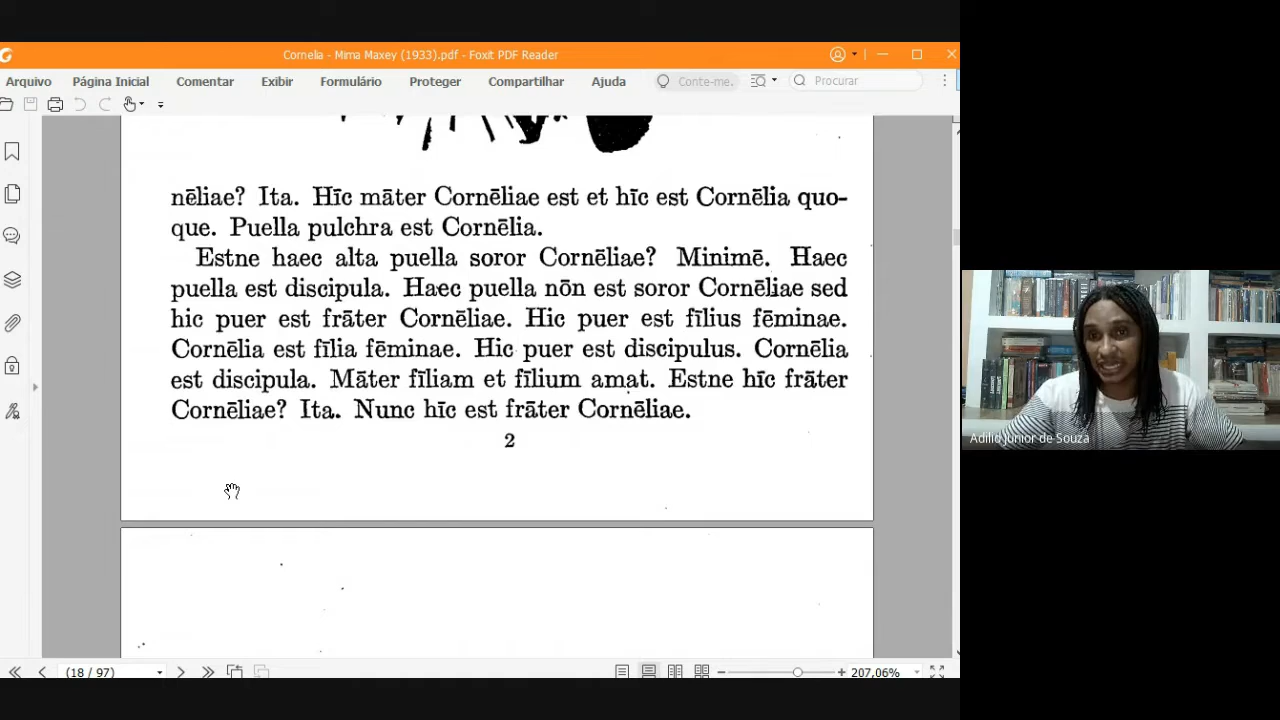 Cornelia - Mima Maxey (1933).pdf - Foxit PDF Reader
Arquivo Página Inicial Comentar Exibir Formulário Proteger Compartilhar Ajuda Conte-me. Procurar
nēliae? Ita. Hīc māter Cornēliae est et hīc est Cornēlia quo-
que. Puella pulchra est Cornēlia.
Estne haec alta puella soror Cornēliae? Minimē. Haec
puella est discipula. Haec puella nōn est soror Cornēliae sed
hic puer est frāter Cornēliae. Hic puer est fīlius fēminae.
Cornēlia est fīlia fēminae. Hic puer est discipulus. Cornēlia
est discipula. Māter fīliam et fīlium amat. Estne hīc frāter
Cornēliae? Ita. Nunc hīc est frāter Cornēliae.
2
Adilio Junior de Souza
(18 / 97) 207,06%